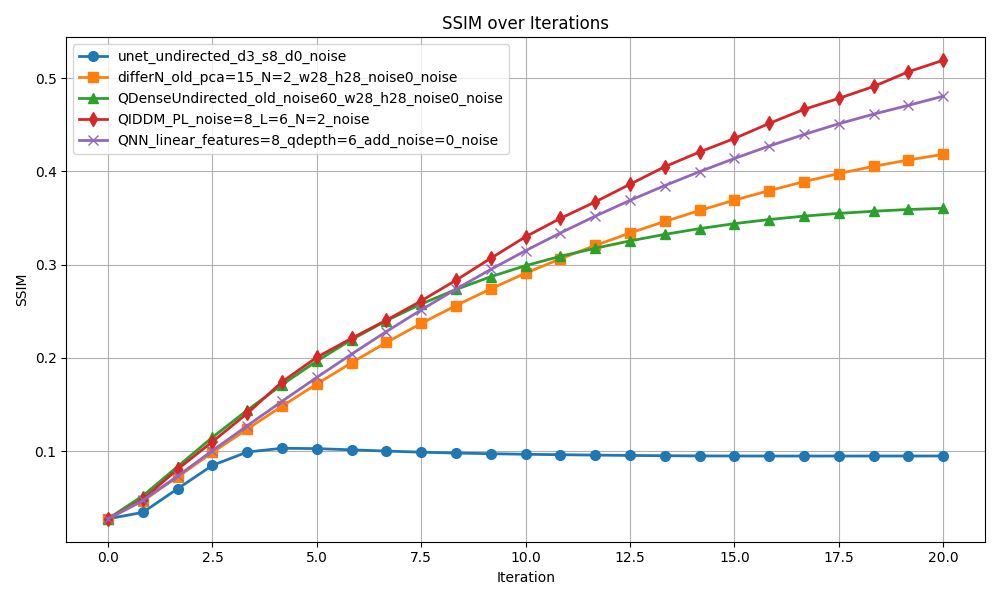 SSIM over Iterations
unet_undirected_d3_s8_d0_noise
differN_old_pca=15_N=2_w28_h28_noise0_noise
QDenseUndirected_old_noise60_w28_h28_noise0_noise
QIDDM_PL_noise=8_L=6_N=2_noise
QNN_linear_features=8_qdepth=6_add_noise=0_noise
SSIM
0.5
0.4
0.3
0.2
0.1
0.0 2.5 5.0 7.5 10.0 12.5 15.0 17.5 20.0
Iteration